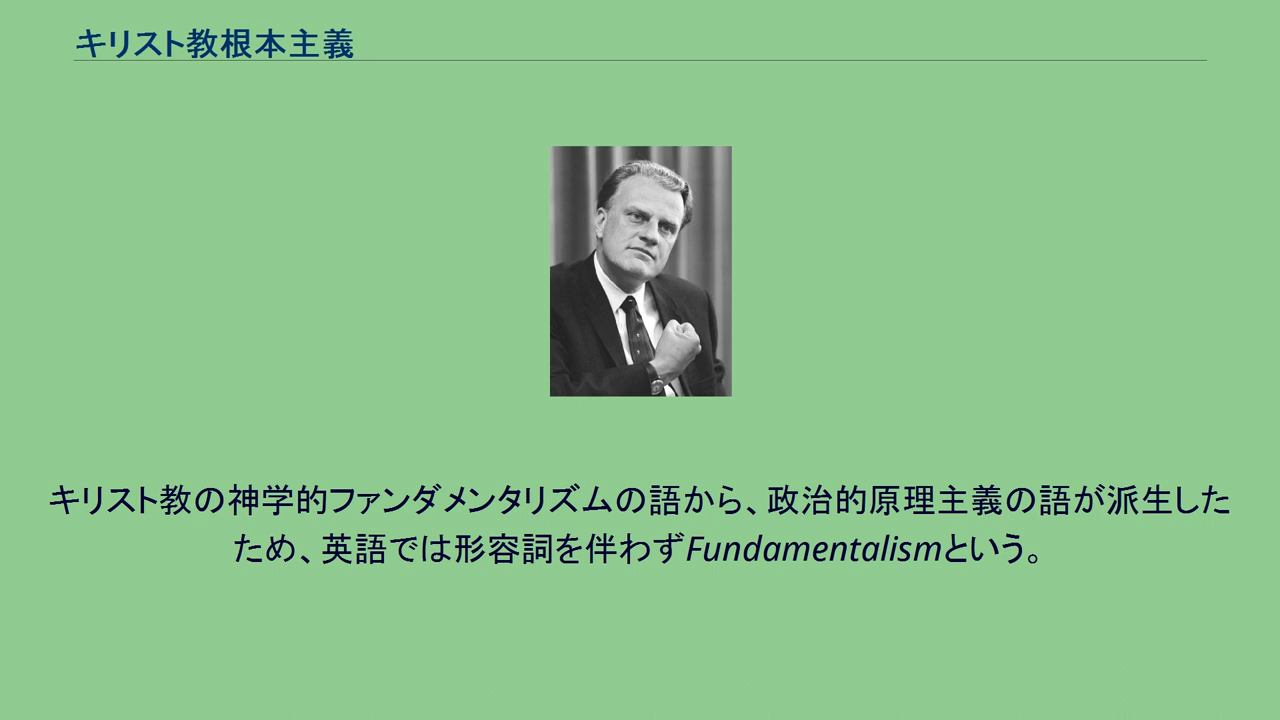 キリスト教根本主義
キリスト教の神学的ファンダメンタリズムの語から、政治的原理主義の語が派生した
ため、英語では形容詞を伴わずFundamentalismという。